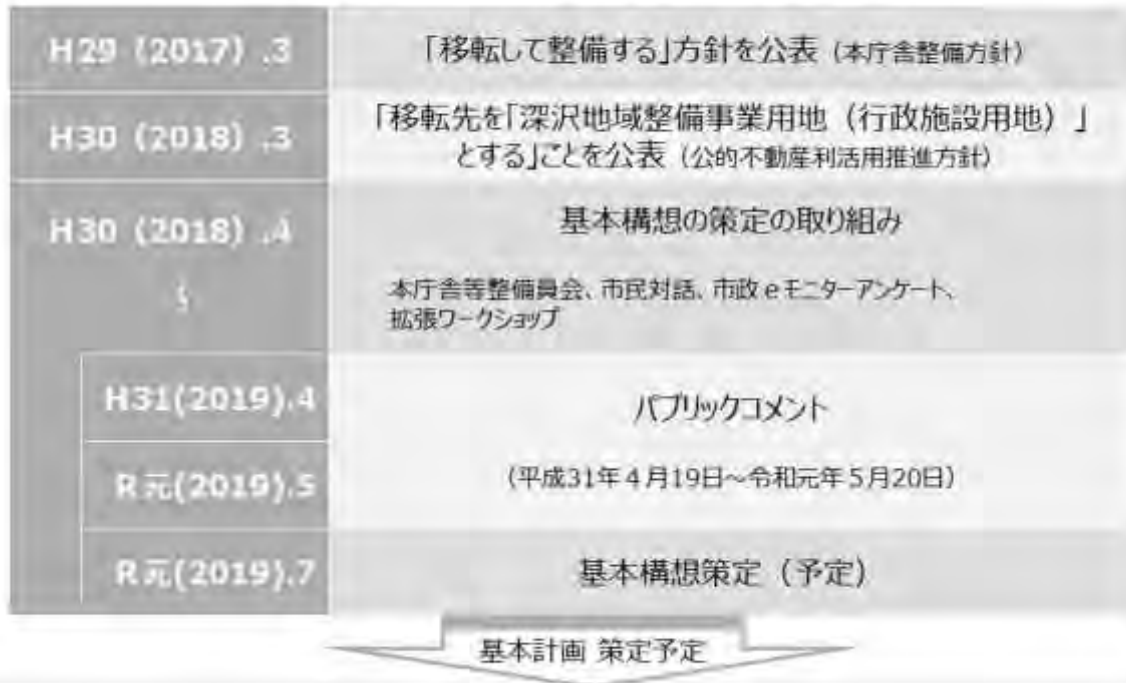 H29 (2017) .3
「移転して整備する」方針を公表（本庁舎整備方針）
H30 (2018) .3
「移転先を「深沢地域整備事業用地（行政施設用地）」
とする」ことを公表（公的不動産利活用推進方針）
H30 (2018) .4
～
基本構想の策定の取り組み
本庁舎等整備員会、市民対話、市政ｅモニターアンケート、
拡張ワークショップ
H31(2019).4
R元(2019).5
パブリックコメント
（平成31年４月19日～令和元年５月20日）
R元(2019).7
基本構想策定（予定）
基本計画 策定予定